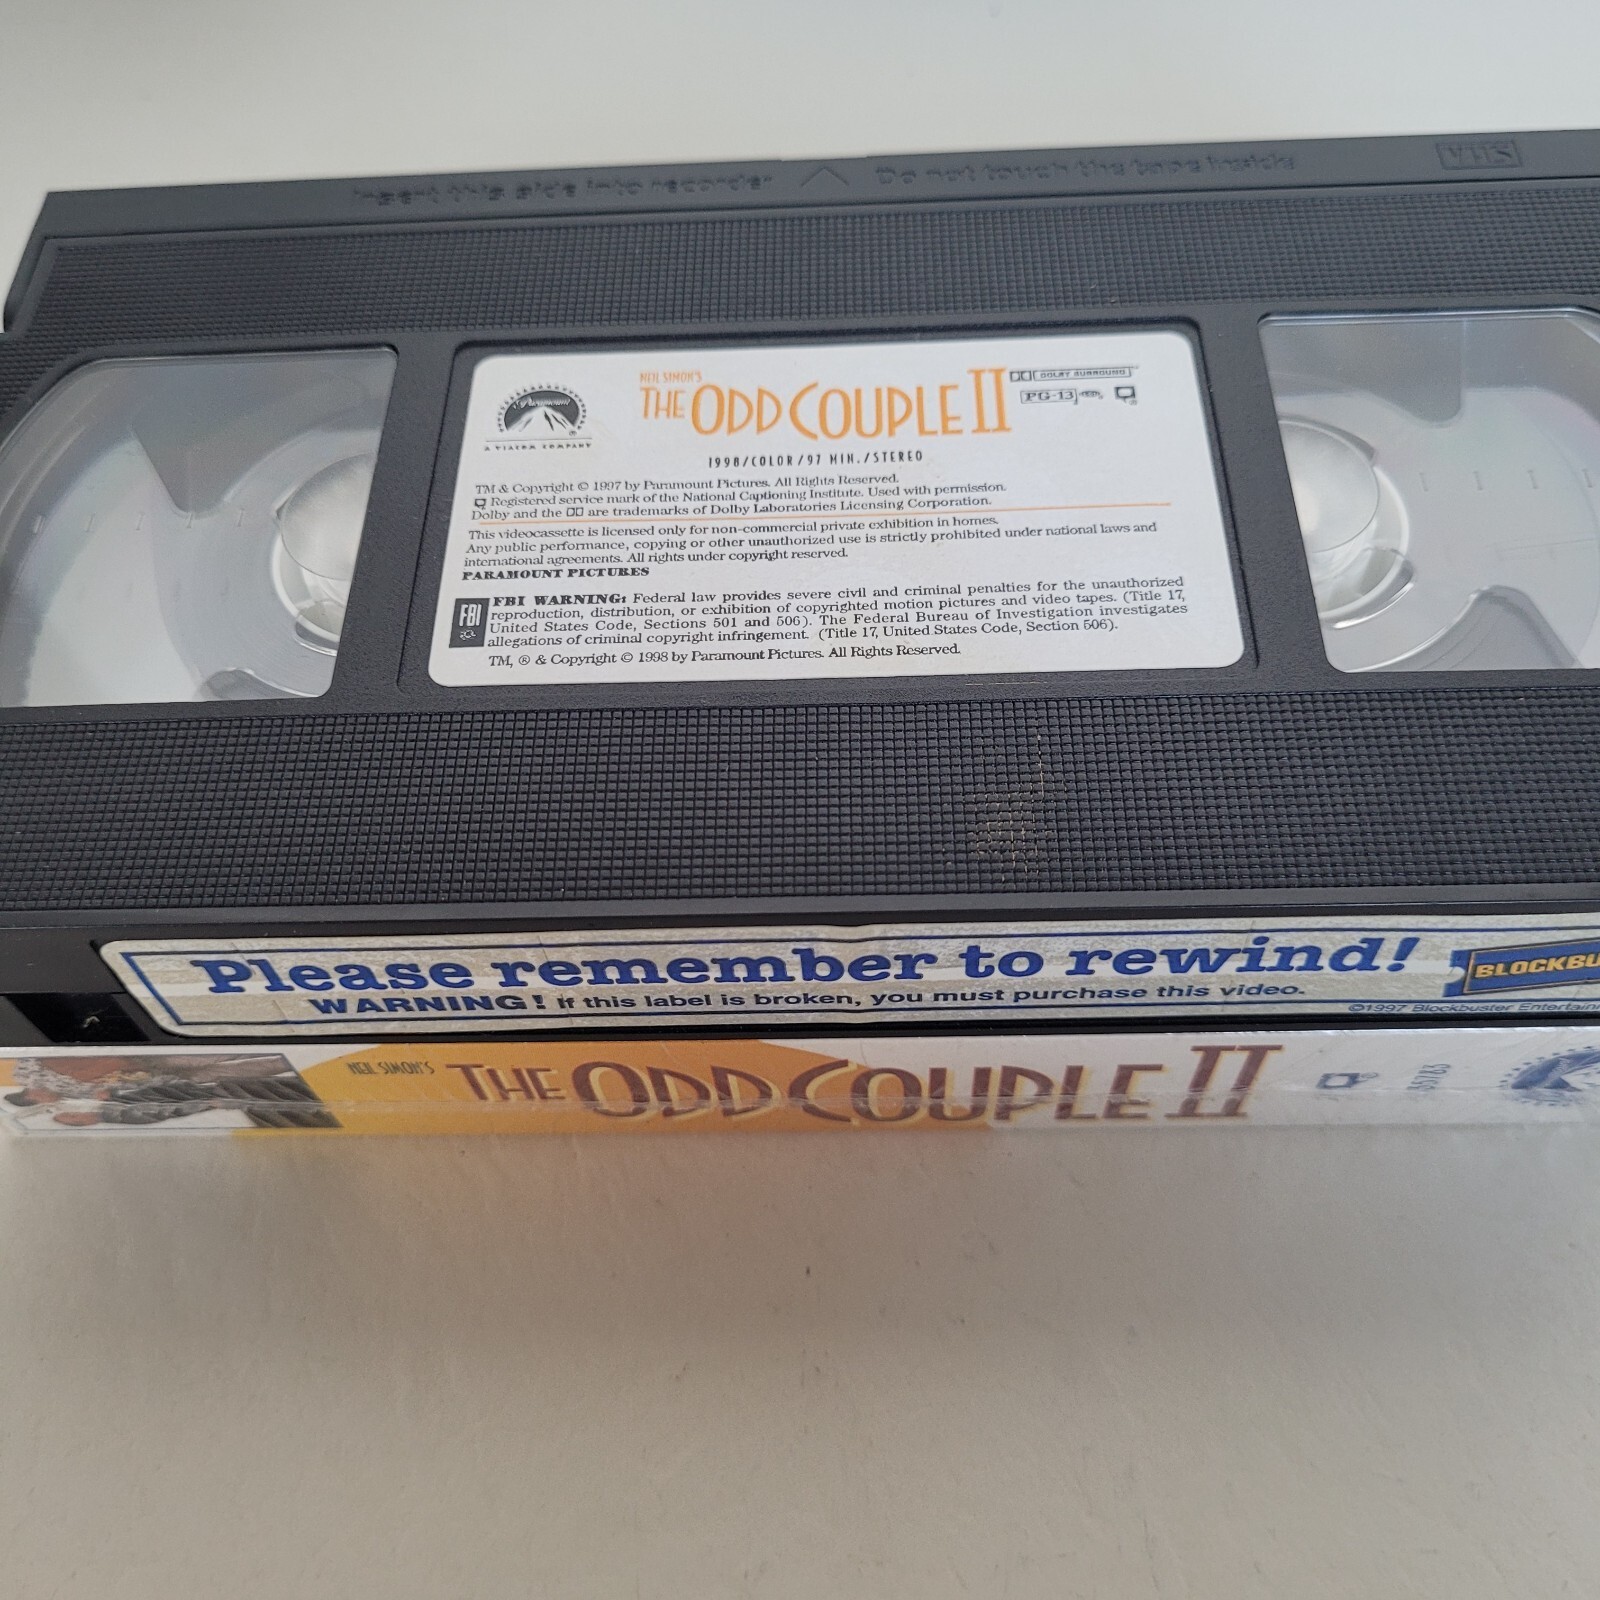 Insert this side into recorder Do not touch the tape inside VHS
Paramount
A VIACOM COMPANY
NEIL SIMON'S
THE ODD COUPLE II
DOLBY SURROUND
PG-13
1998/COLOR/97 MIN./STEREO
TM & Copyright © 1997 by Paramount Pictures. All Rights Reserved.
Registered service mark of the National Captioning Institute. Used with permission.
Dolby and the are trademarks of Dolby Laboratories Licensing Corporation.
This videocassette is licensed only for non-commercial private exhibition in homes.
Any public performance, copying or other unauthorized use is strictly prohibited under national laws and
international agreements. All rights under copyright reserved.
PARAMOUNT PICTURES
FBI
FBI WARNING: Federal law provides severe civil and criminal penalties for the unauthorized
reproduction, distribution, or exhibition of copyrighted motion pictures and video tapes. (Title 17,
United States Code, Sections 501 and 506). The Federal Bureau of Investigation investigates
allegations of criminal copyright infringement. (Title 17, United States Code, Section 506).
TM, ® & Copyright © 1998 by Paramount Pictures. All Rights Reserved.
Please remember to rewind!
WARNING! If this label is broken, you must purchase this video.
BLOCKBU
©1997 Blockbuster Entertain
NEIL SIMON'S
THE ODD COUPLE II